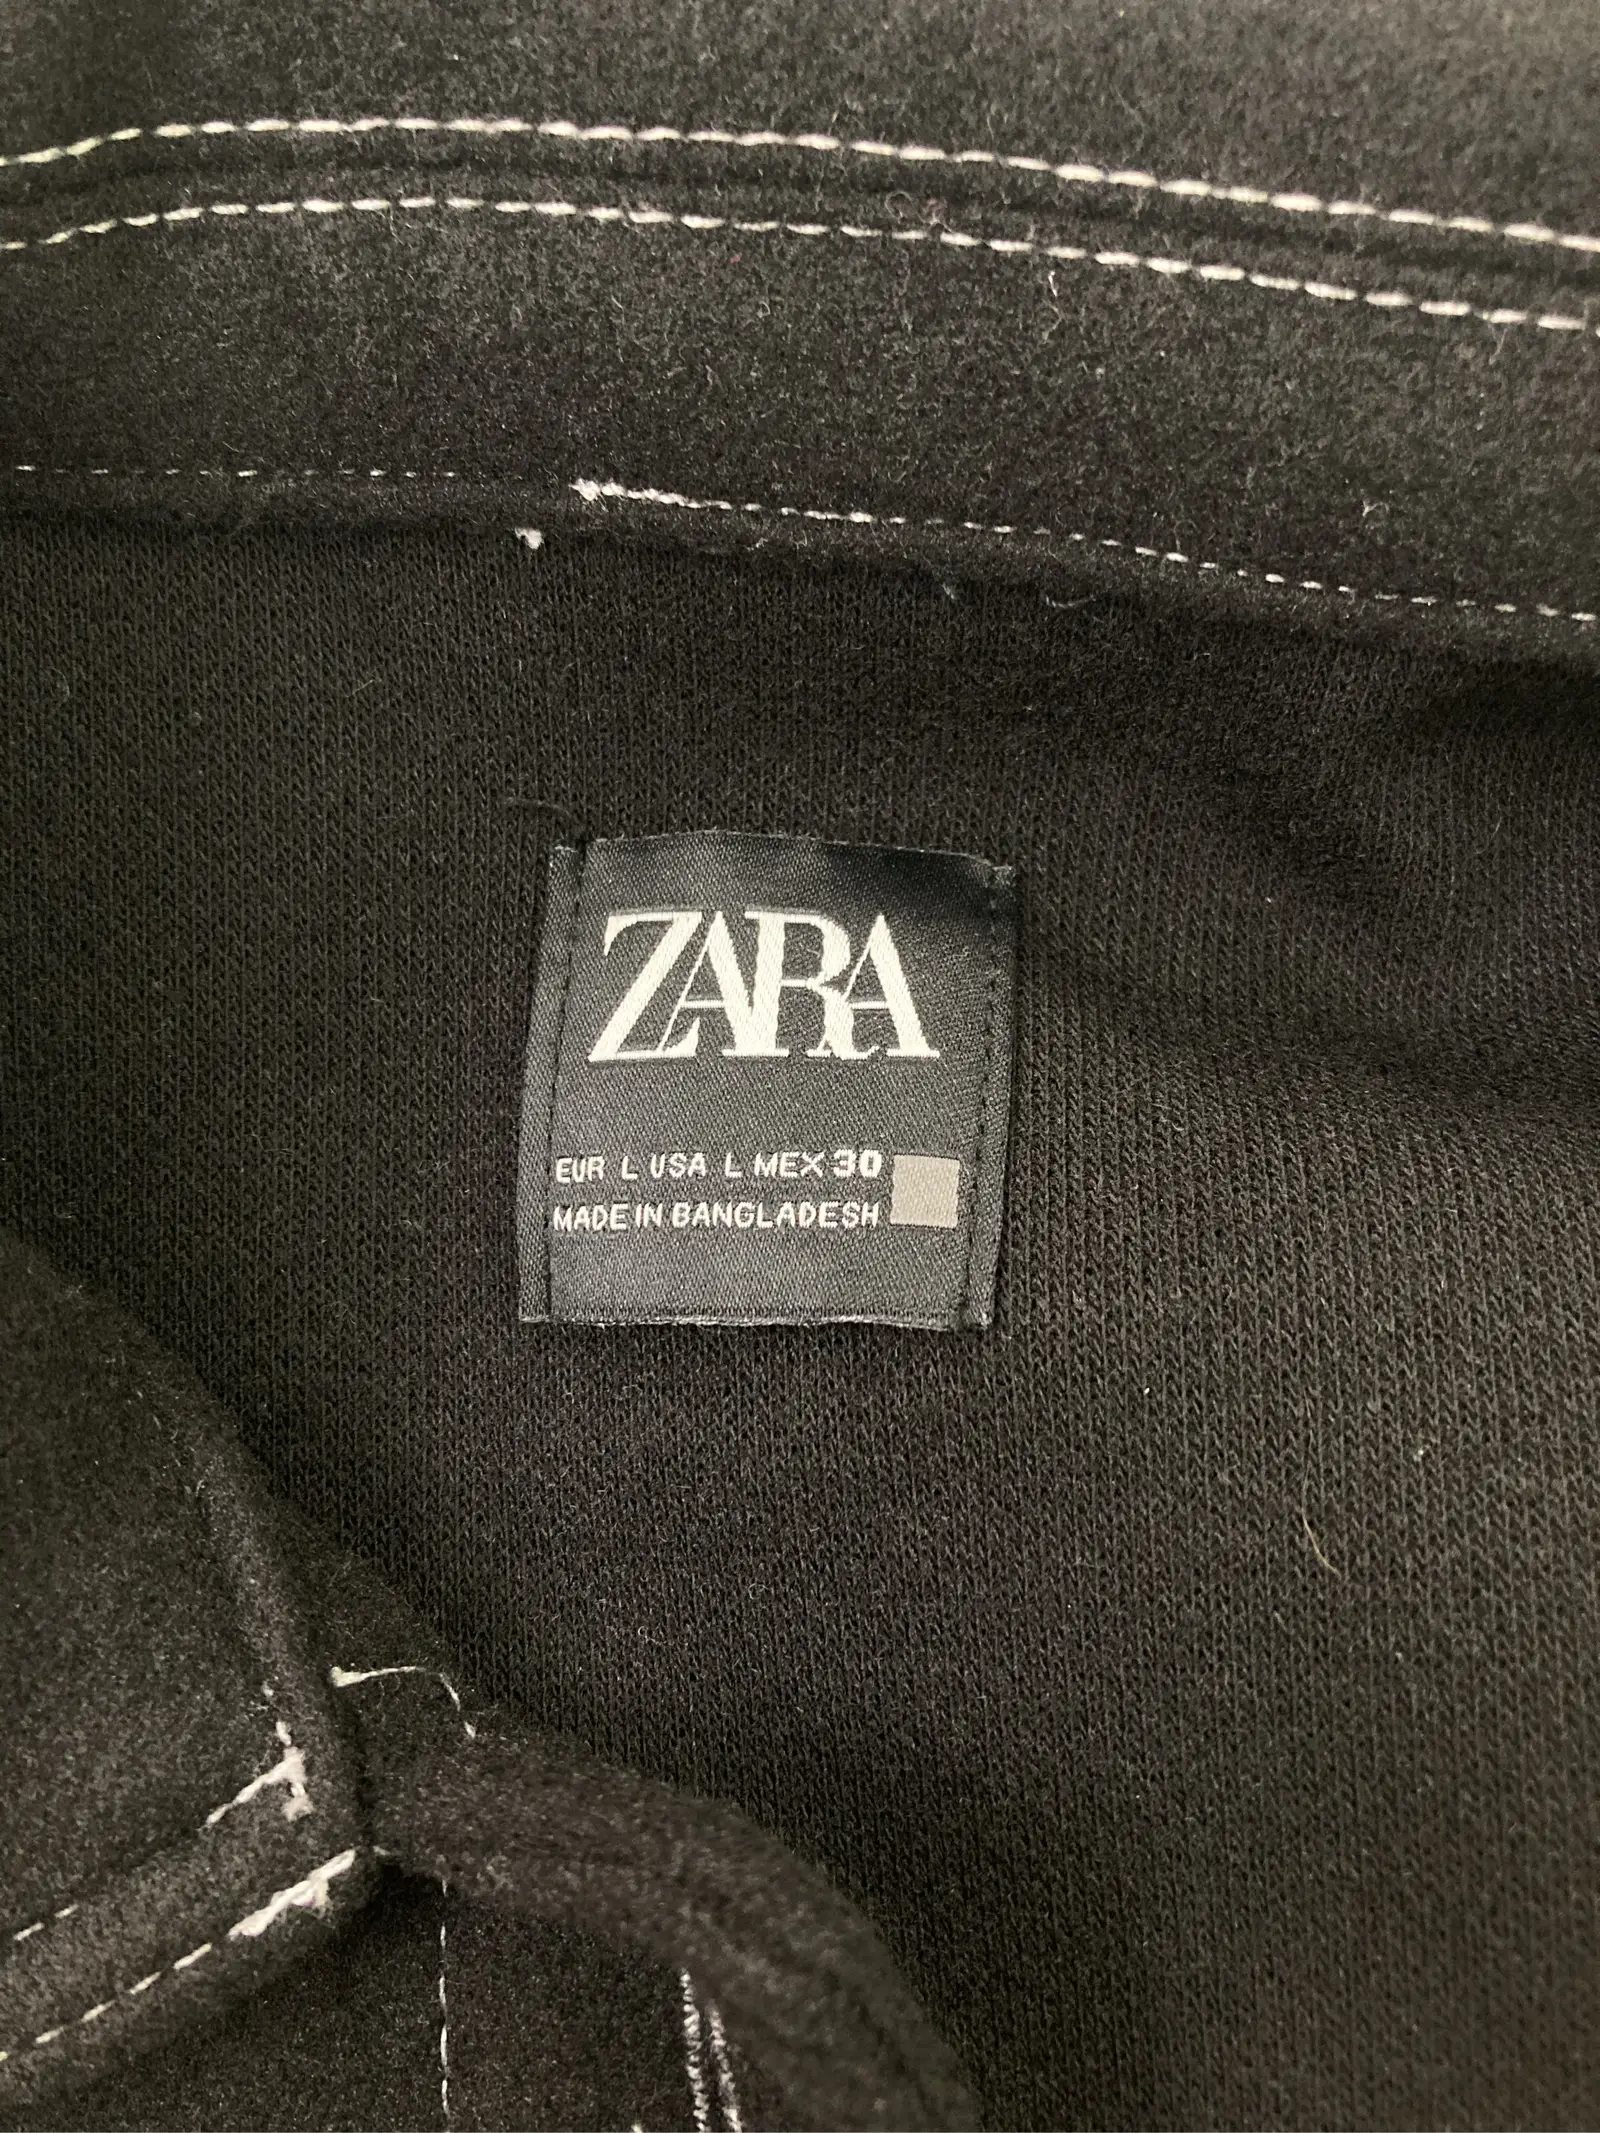 ZARA
EUR L USA L MEX 30
MADE IN BANGLADESH